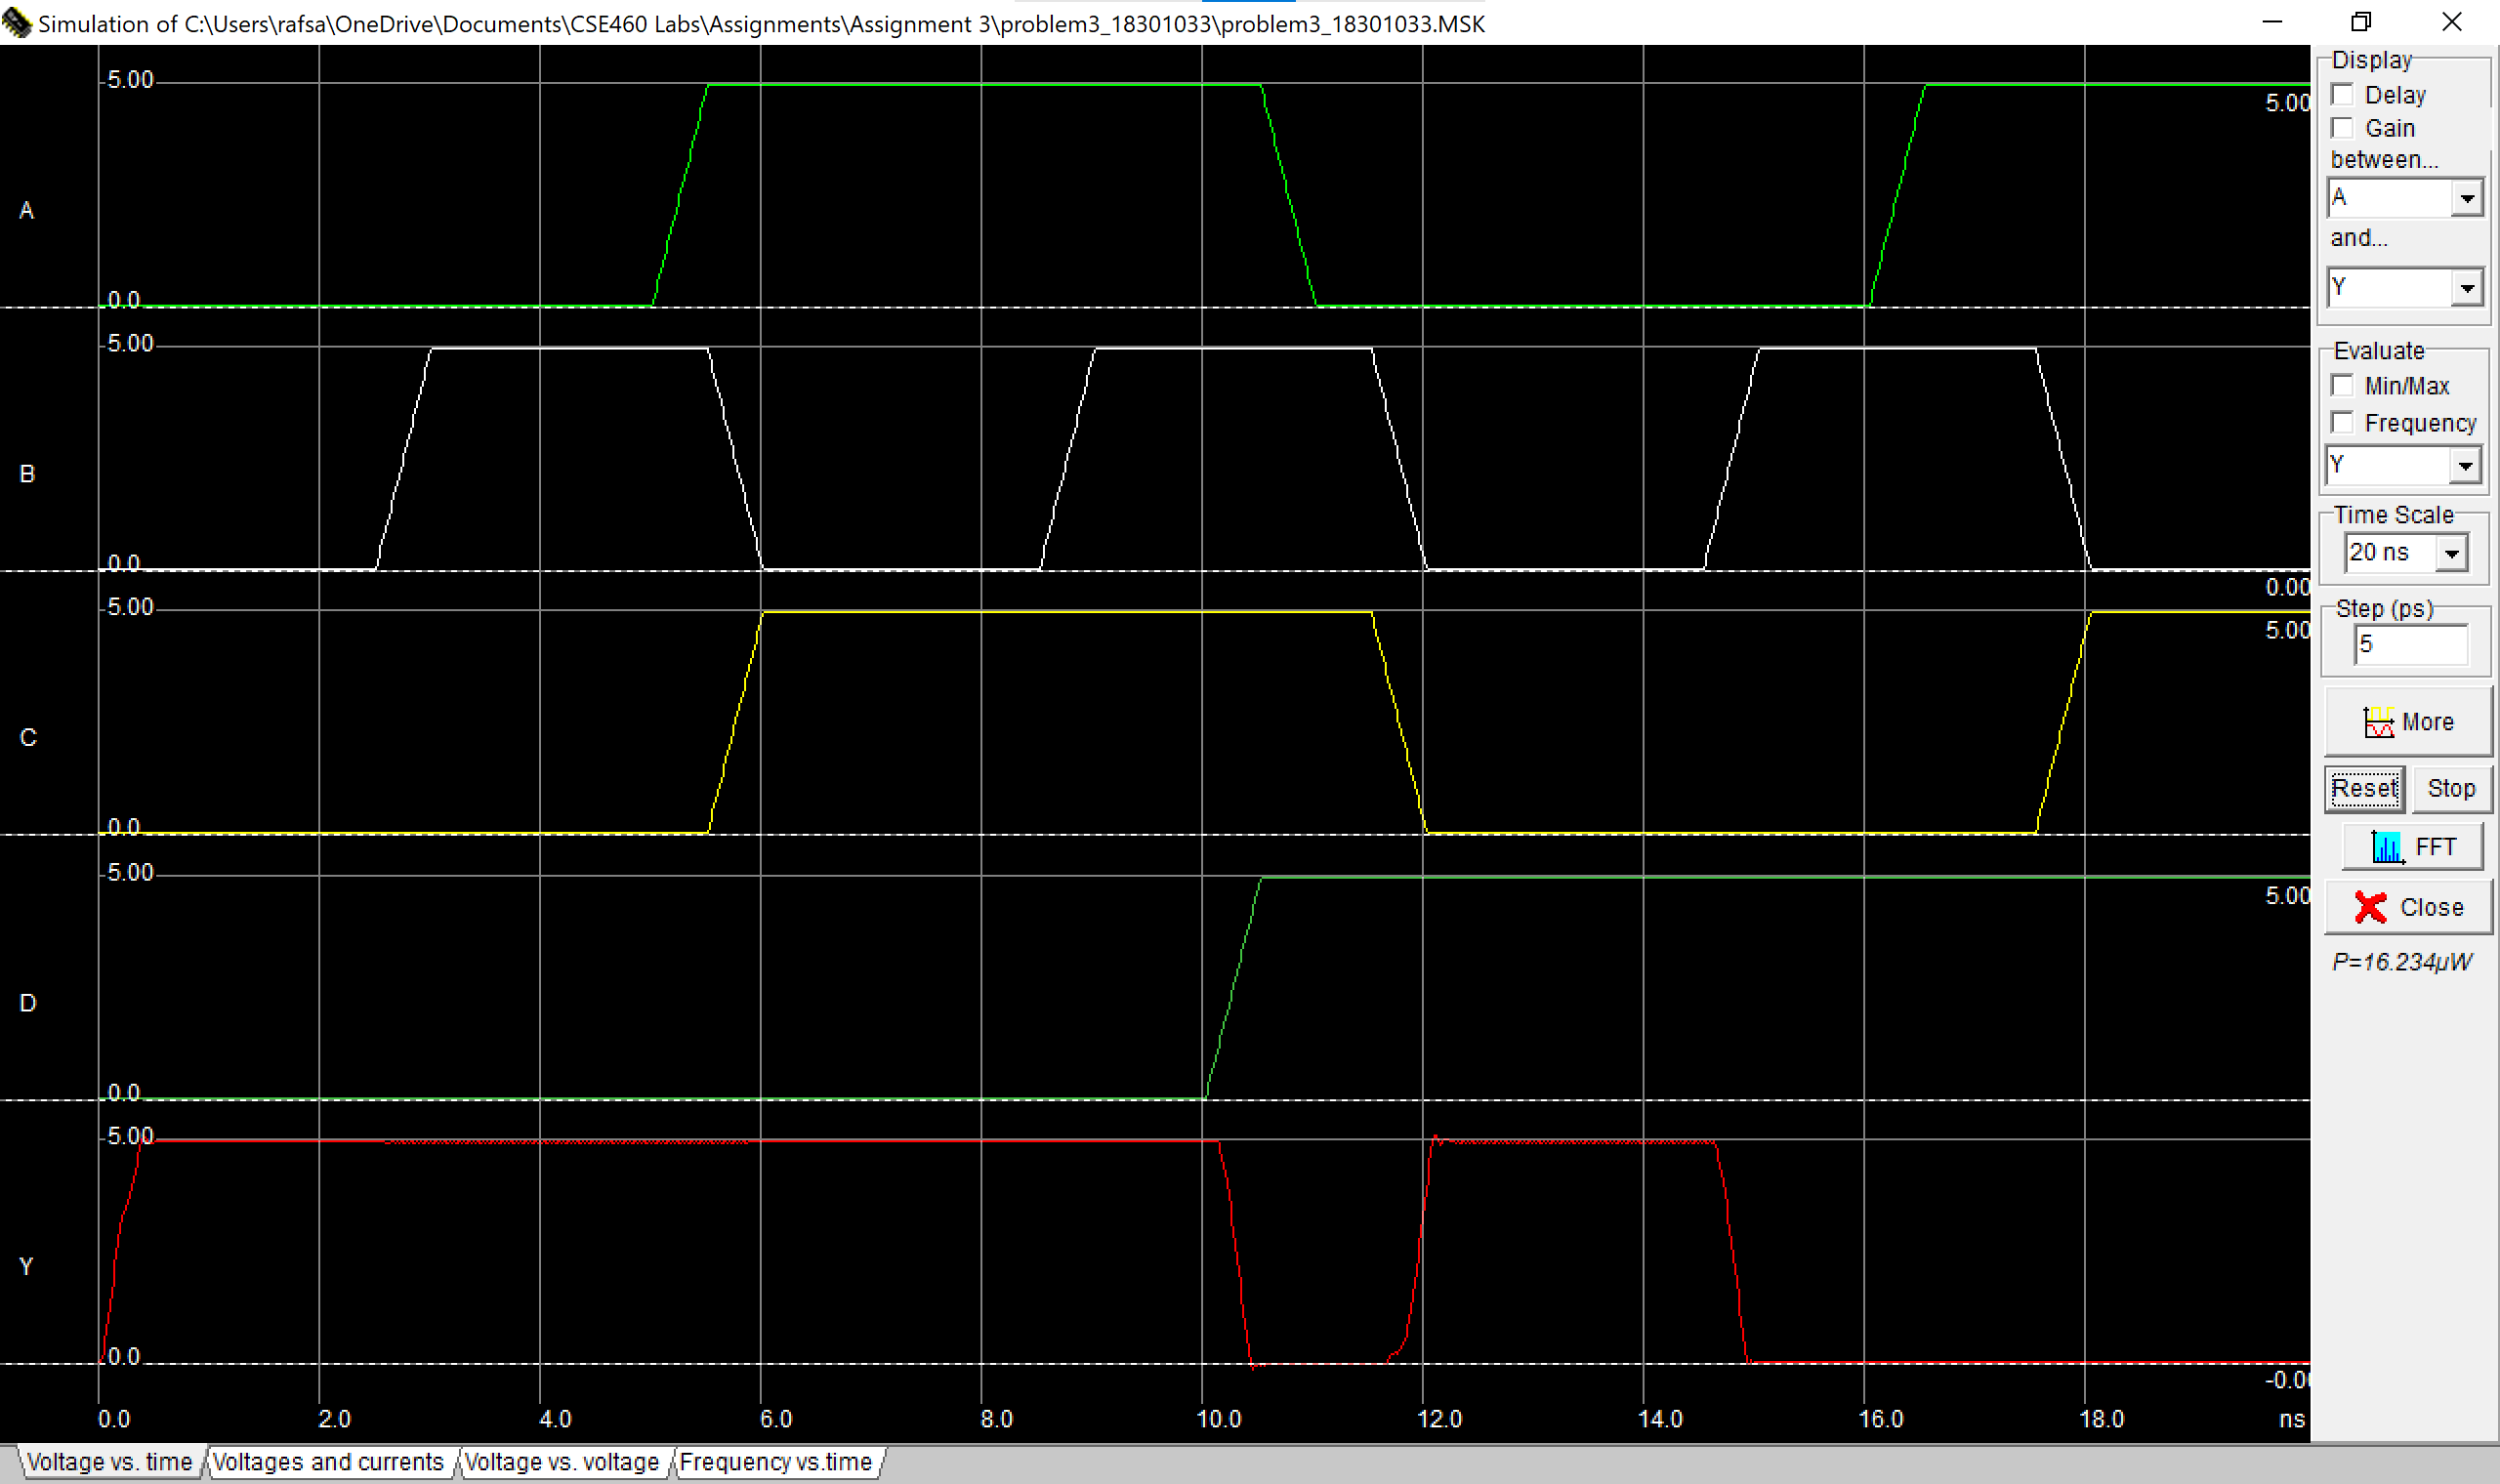 Simulation of C:\Users\rafsa\OneDrive\Documents\CSE460 Labs\Assignments\Assignment 3\problem3_18301033\problem3_18301033.MSK
5.00
5.00
A
0.0
5.00
B
0.0
0.00
5.00
5.00
C
0.0
5.00
5.00
D
0.0
5.00
Y
0.0
-0.00
0.0 2.0 4.0 6.0 8.0 10.0 12.0 14.0 16.0 18.0 ns
Voltage vs. time Voltages and currents Voltage vs. voltage Frequency vs.time
Display
Delay
Gain
between...
A
and...
Y
Evaluate
Min/Max
Frequency
Y
Time Scale
20 ns
Step (ps)
5
More
Reset Stop
FFT
Close
P=16.234µW